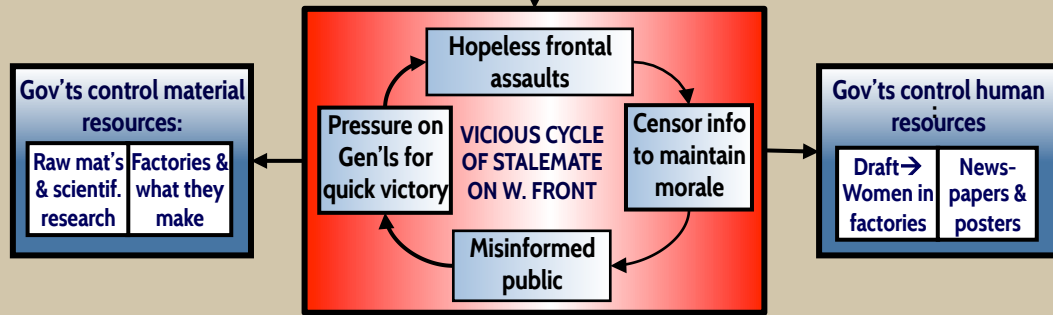 Gov'ts control material
resources:
Raw mat's
& scientif.
research
Factories &
what they
make
Hopeless frontal
assaults
Pressure on
Gen'ls for
quick victory
VICIOUS CYCLE
OF STALEMATE
ON W. FRONT
Censor info
to maintain
morale
Misinformed
public
Gov'ts control human
resources
:
Draft→
Women in
factories
News-
papers &
posters